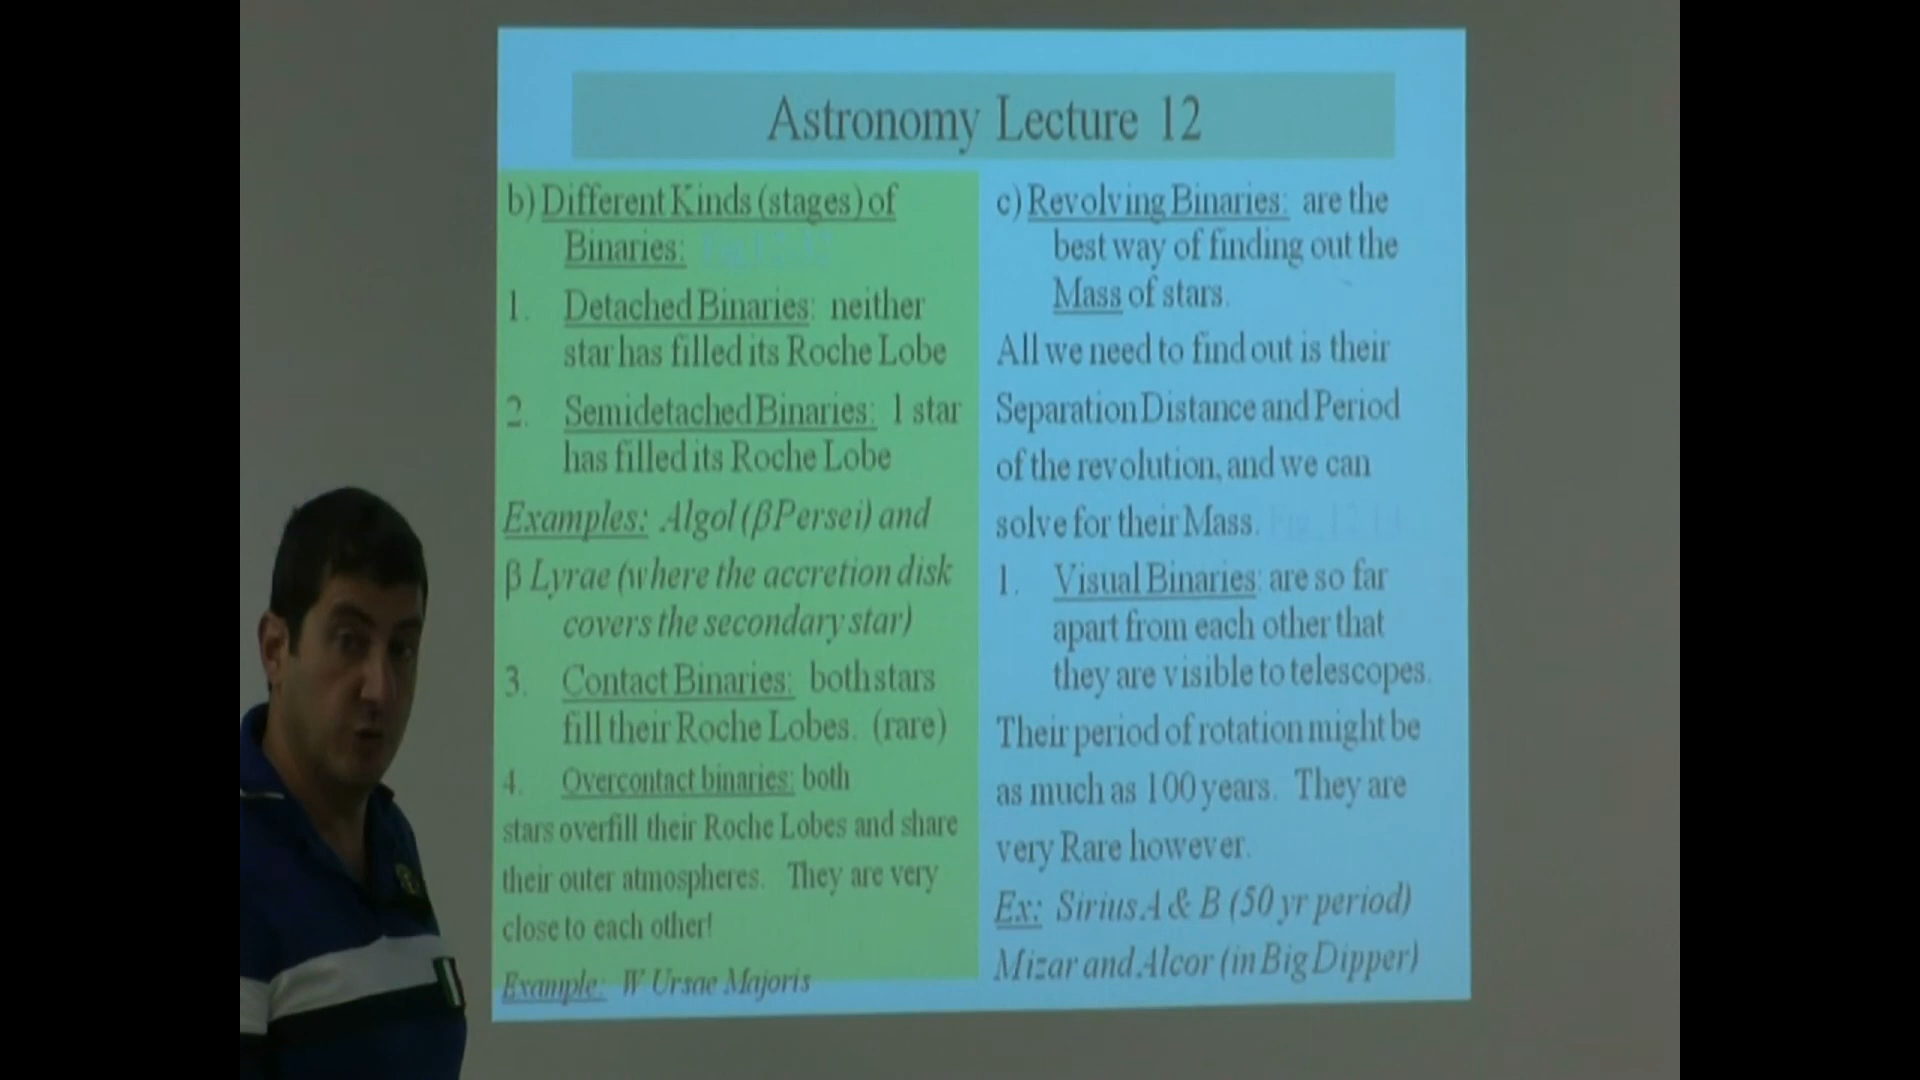 Astronomy Lecture 12
b) Different Kinds (stages) of
Binaries:
1. Detached Binaries: neither
star has filled its Roche Lobe
2. Semidetached Binaries: 1 star
has filled its Roche Lobe
Examples: Algol (β Persei) and
β Lyrae (where the accretion disk
covers the secondary star)
3. Contact Binaries: both stars
fill their Roche Lobes. (rare)
4. Overcontact binaries: both
stars overfill their Roche Lobes and share
their outer atmospheres. They are very
close to each other!
Example: W Ursae Majoris
c) Revolving Binaries: are the
best way of finding out the
Mass of stars.
All we need to find out is their
Separation Distance and Period
of the revolution, and we can
solve for their Mass.
1. Visual Binaries: are so far
apart from each other that
they are visible to telescopes.
Their period of rotation might be
as much as 100 years. They are
very Rare however.
Ex: Sirius A & B (50 yr period)
Mizar and Alcor (in Big Dipper)